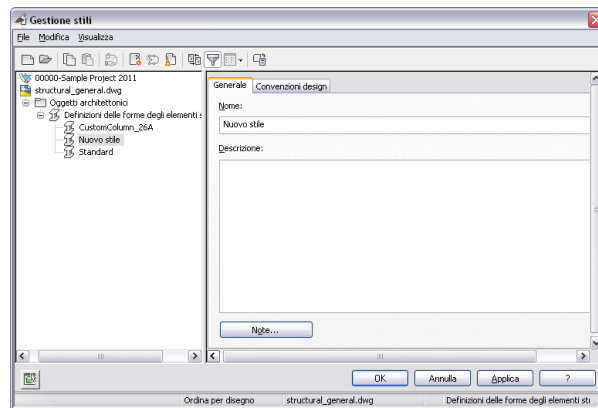 Gestione stili
File Modifica Visualizza
00000-Sample Project 2011
structural_general.dwg
Oggetti architettonici
Definizioni delle forme degli elementi s
CustomColumn_26A
Nuovo stile
Standard
Generale Convenzioni design
Nome:
Nuovo stile
Descrizione:
Note...
OK Annulla Applica ?
Ordina per disegno structural_general.dwg Definizioni delle forme degli elementi stı